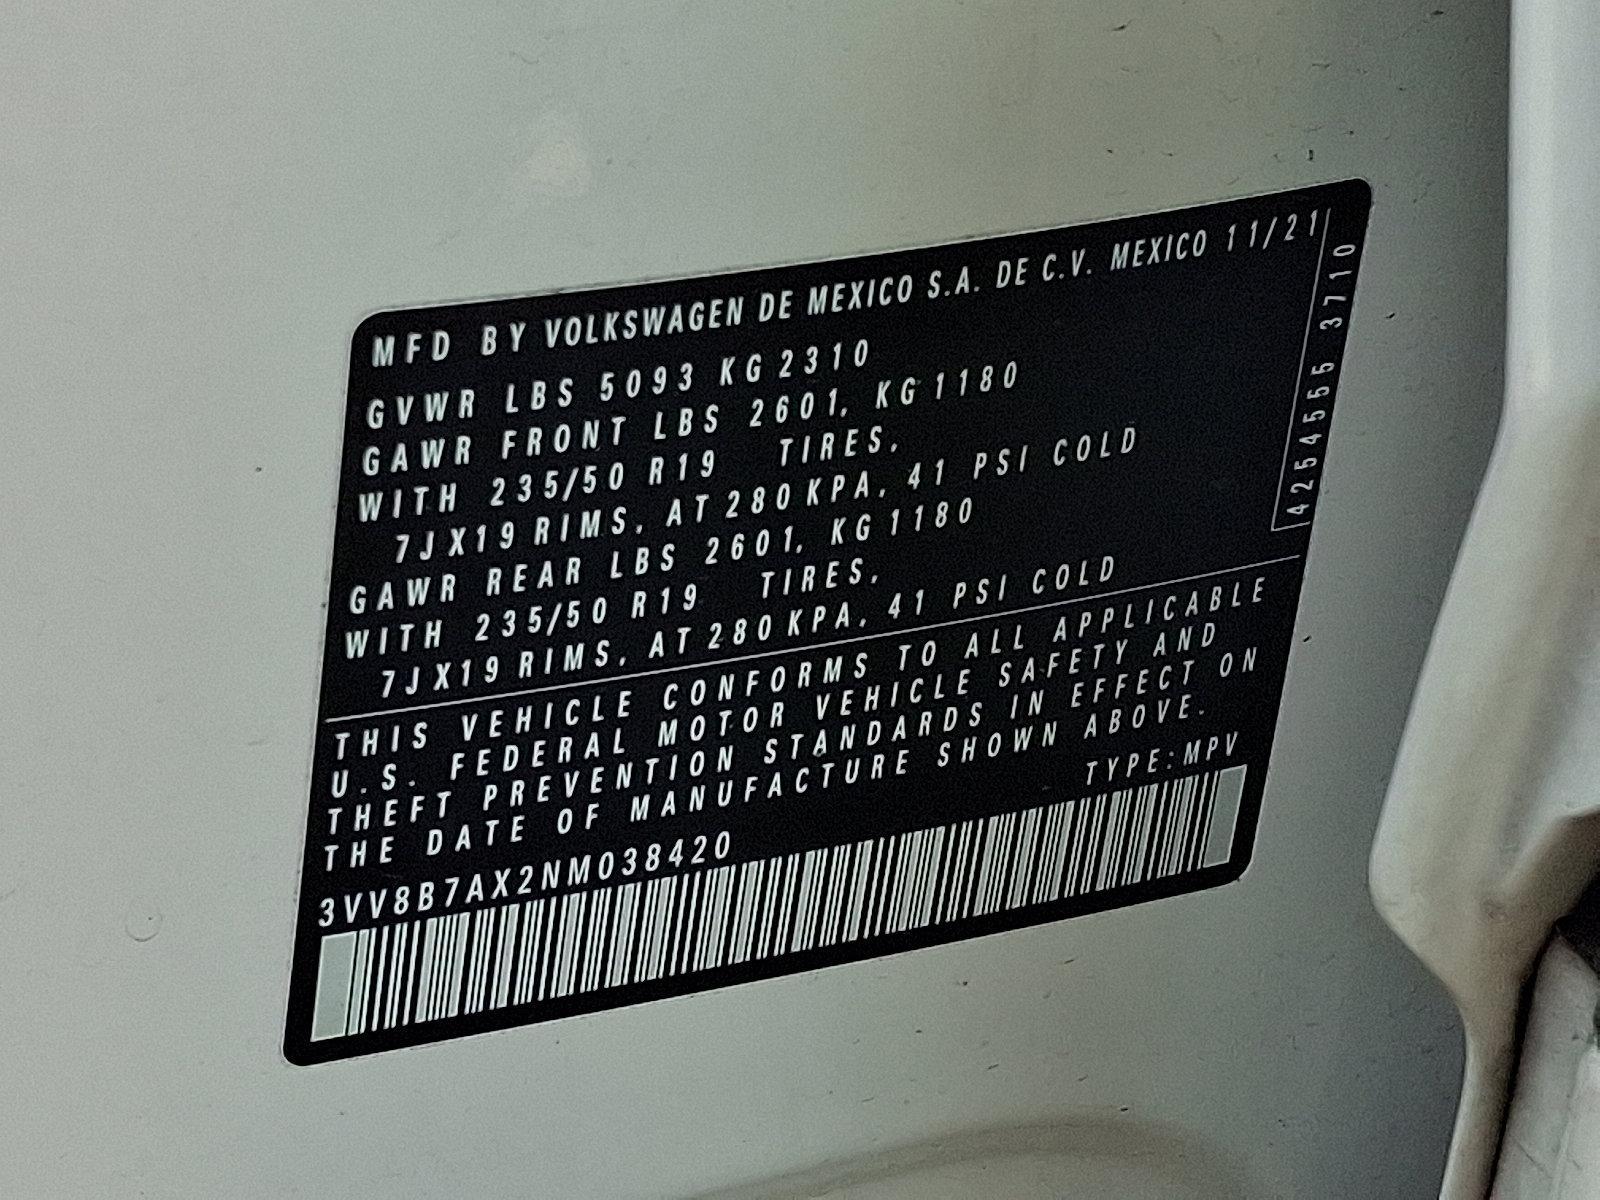 MFD BY VOLKSWAGEN DE MEXICO S.A. DE C.V. MEXICO 11/21
GVWR LBS 5093 KG 2310
GAWR FRONT LBS 2601, KG 1180
WITH 235/50 R19 TIRES,
7JX19 RIMS, AT 280 KPA, 41 PSI COLD
GAWR REAR LBS 2601, KG 1180
WITH 235/50 R19 TIRES,
7JX19 RIMS, AT 280 KPA, 41 PSI COLD
4254555 3710
THIS VEHICLE CONFORMS TO ALL APPLICABLE
U.S. FEDERAL MOTOR VEHICLE SAFETY AND
THEFT PREVENTION STANDARDS IN EFFECT ON
THE DATE OF MANUFACTURE SHOWN ABOVE.
TYPE:MPV
3VV8B7AX2NM038420